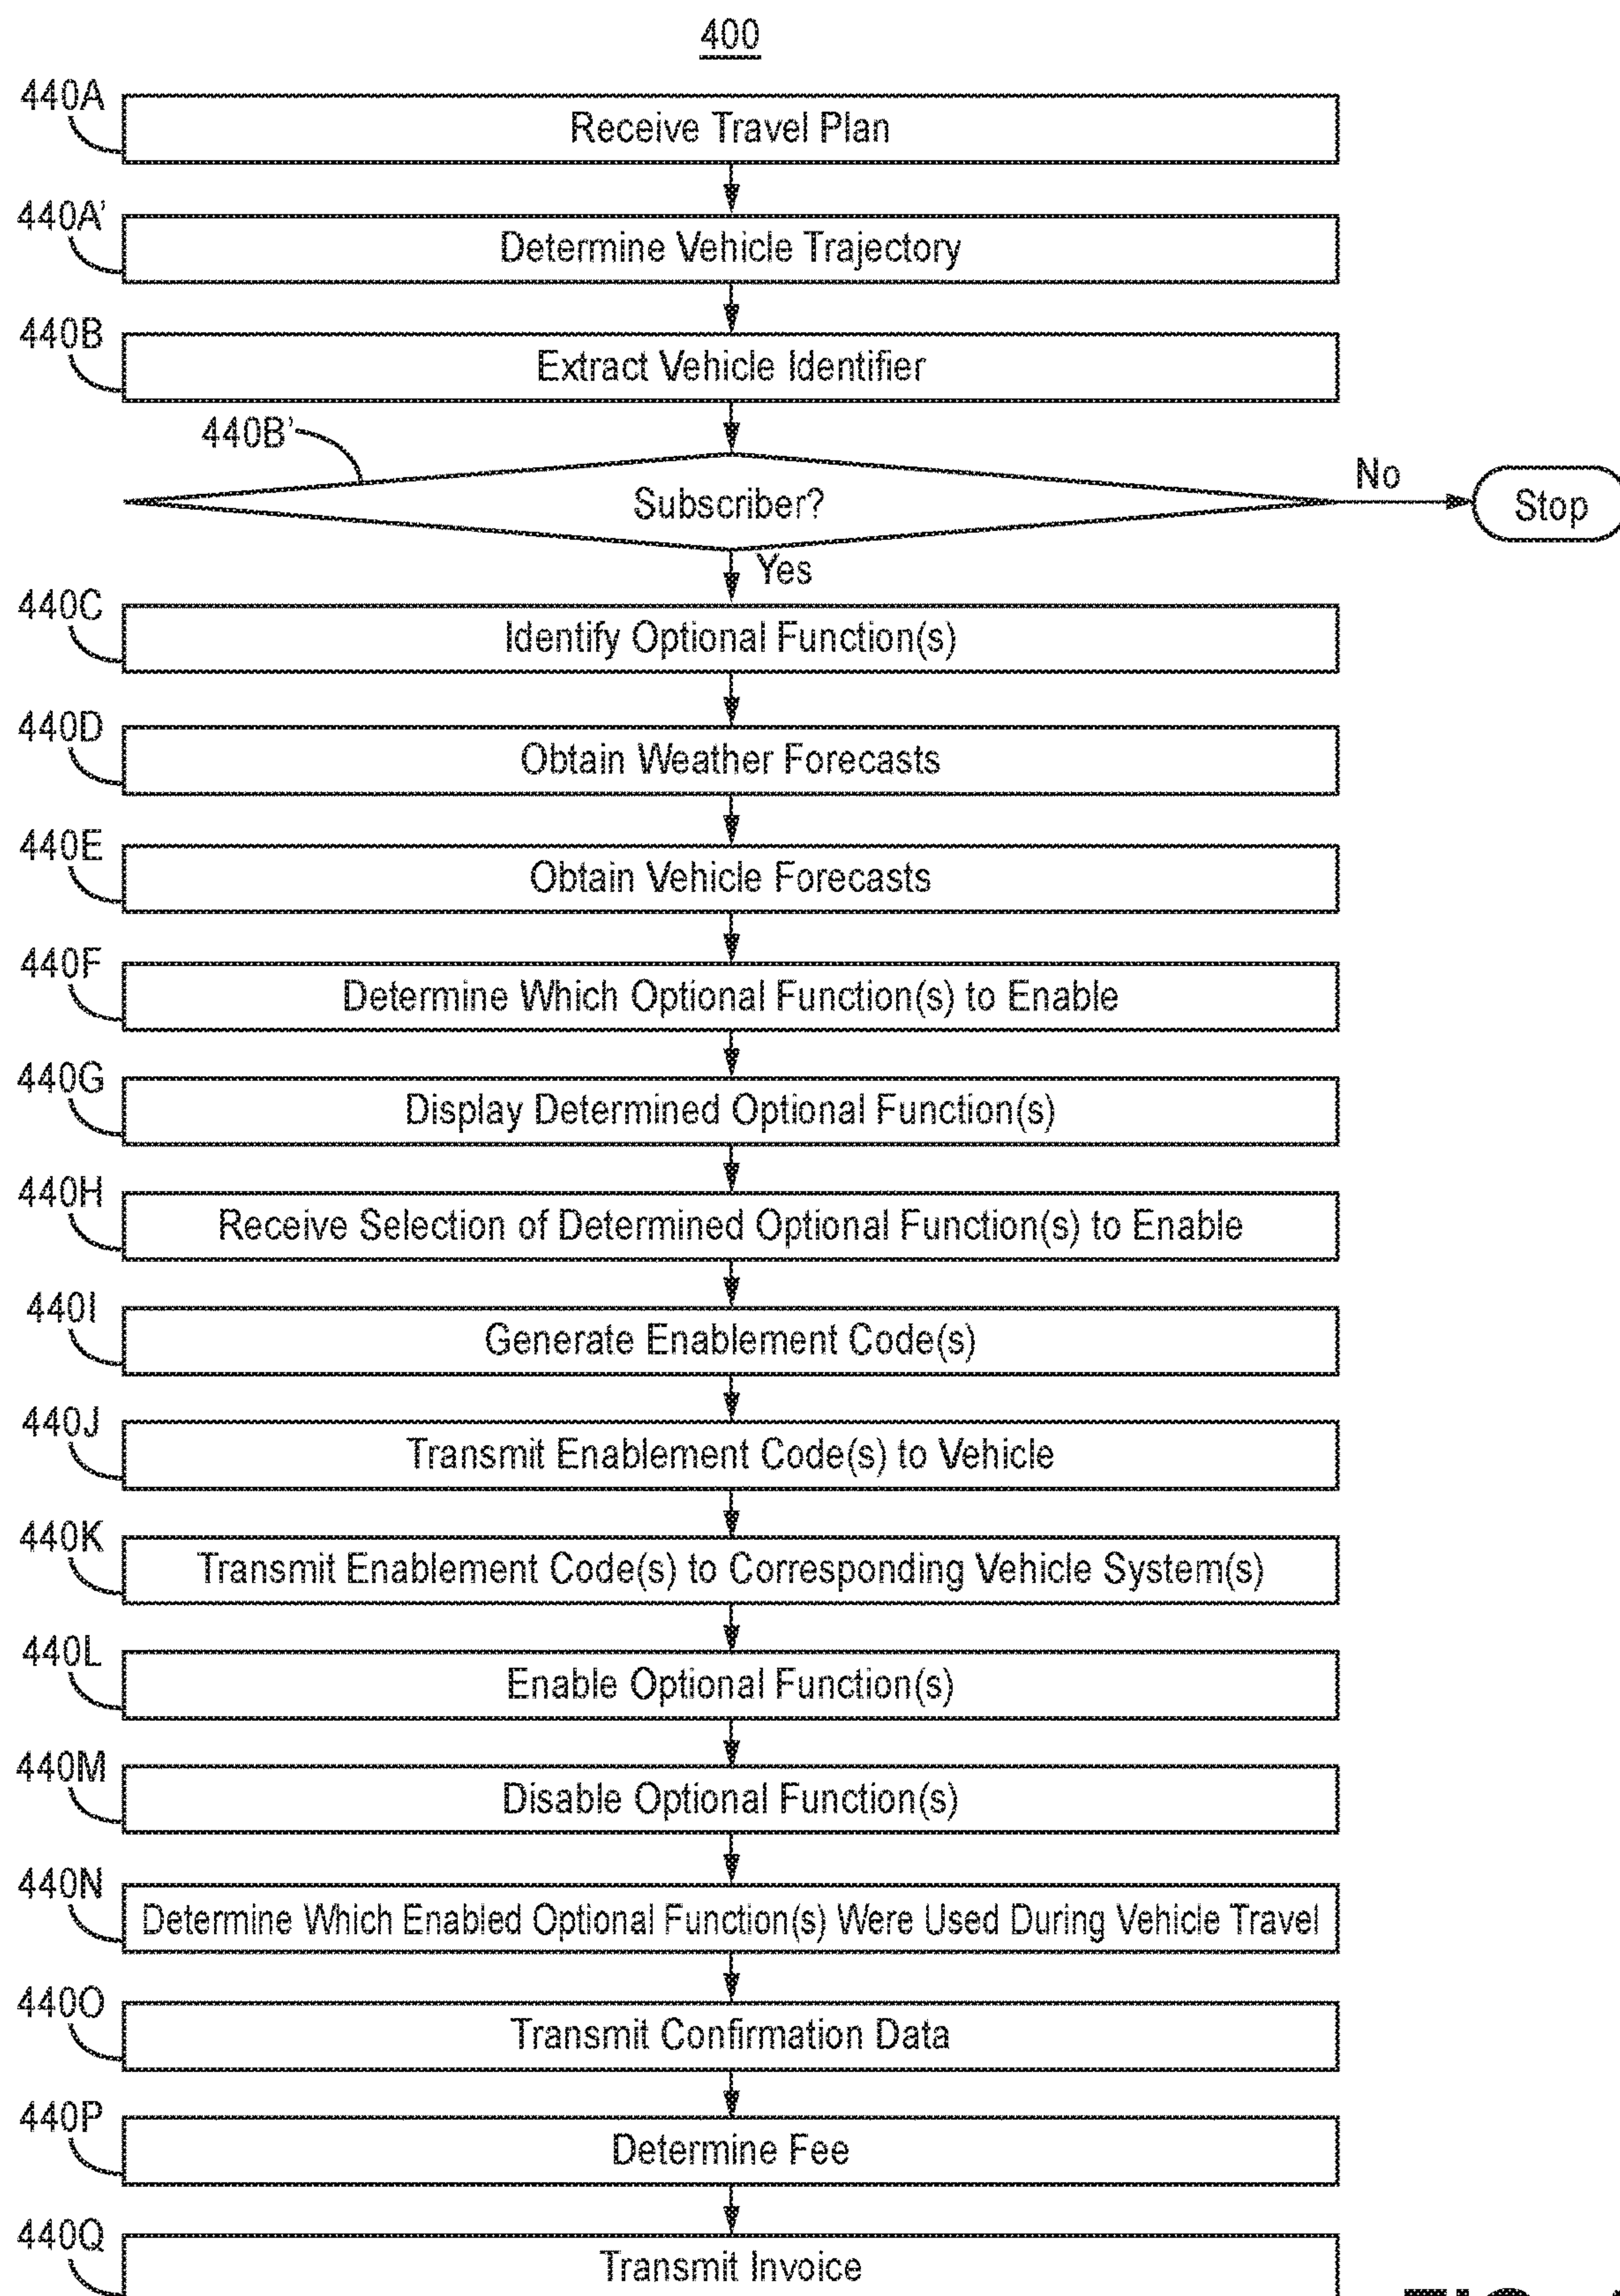 400
440A
Receive Travel Plan
440A'
Determine Vehicle Trajectory
440B
Extract Vehicle Identifier
440B'
Subscriber?
No
Stop
Yes
440C
Identify Optional Function(s)
440D
Obtain Weather Forecasts
440E
Obtain Vehicle Forecasts
440F
Determine Which Optional Function(s) to Enable
440G
Display Determined Optional Function(s)
440H
Receive Selection of Determined Optional Function(s) to Enable
440I
Generate Enablement Code(s)
440J
Transmit Enablement Code(s) to Vehicle
440K
Transmit Enablement Code(s) to Corresponding Vehicle System(s)
440L
Enable Optional Function(s)
440M
Disable Optional Function(s)
440N
Determine Which Enabled Optional Function(s) Were Used During Vehicle Travel
440O
Transmit Confirmation Data
440P
Determine Fee
440Q
Transmit Invoice